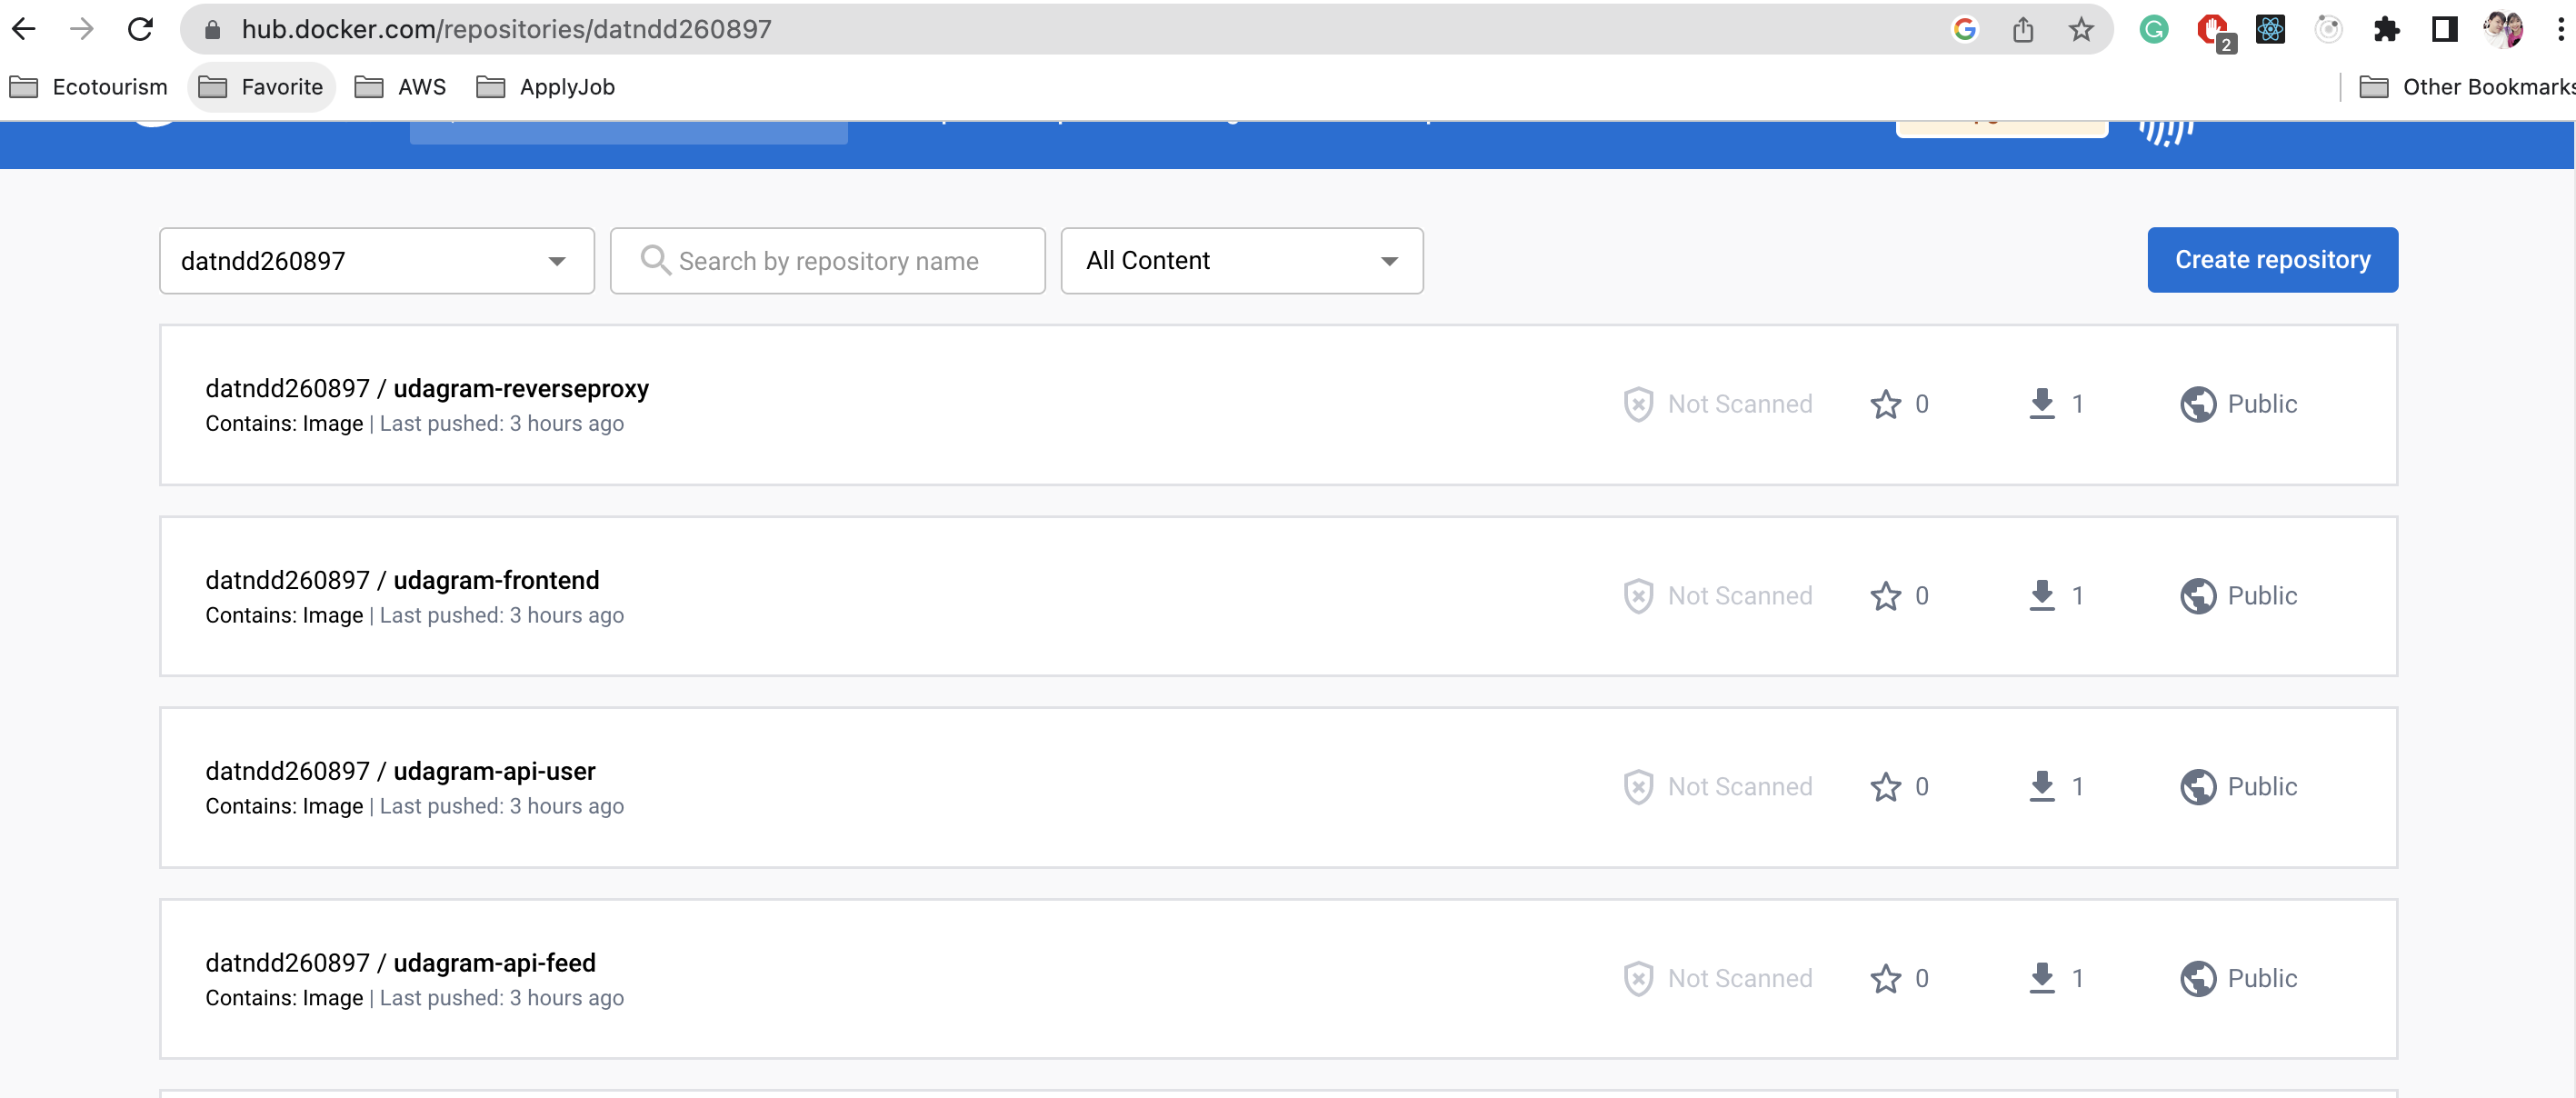 hub.docker.com/repositories/datndd260897
2
Ecotourism Favorite AWS ApplyJob Other Bookmarks
datndd260897 Search by repository name All Content Create repository
datndd260897 / udagram-reverseproxy
Contains: Image | Last pushed: 3 hours ago
Not Scanned 0 1 Public
datndd260897 / udagram-frontend
Contains: Image | Last pushed: 3 hours ago
Not Scanned 0 1 Public
datndd260897 / udagram-api-user
Contains: Image | Last pushed: 3 hours ago
Not Scanned 0 1 Public
datndd260897 / udagram-api-feed
Contains: Image | Last pushed: 3 hours ago
Not Scanned 0 1 Public